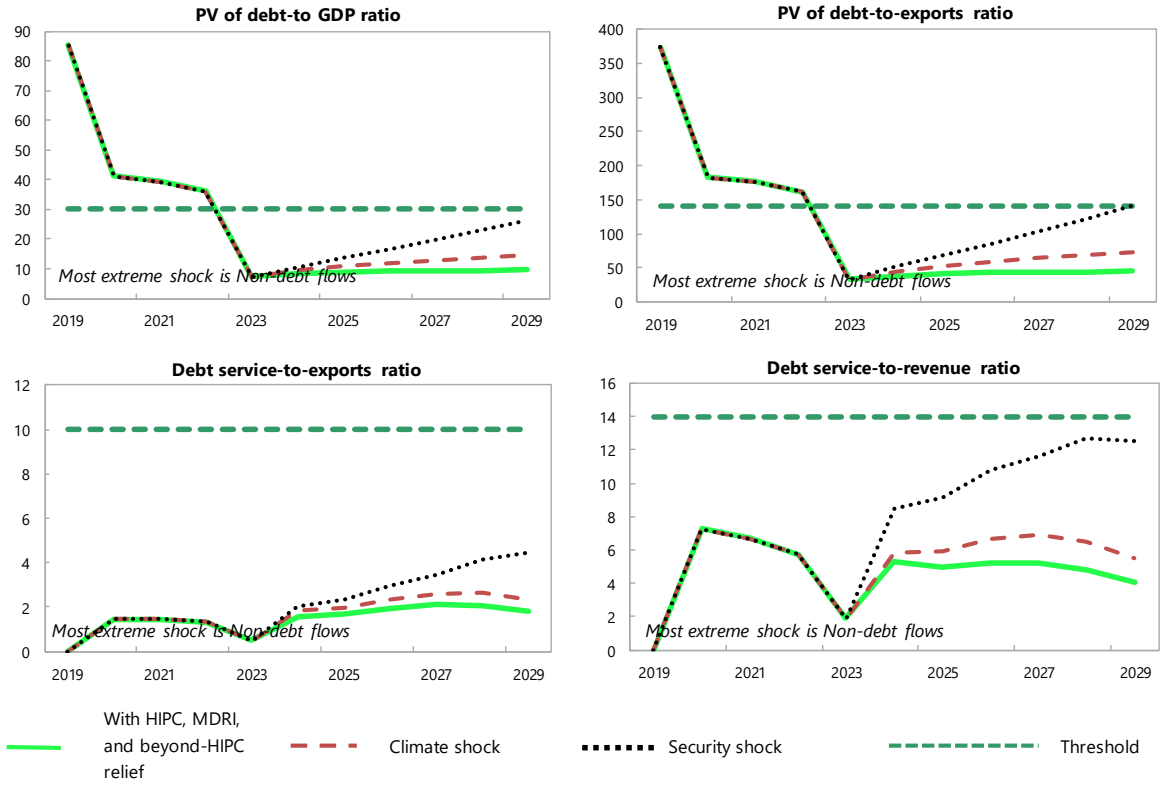 PV of debt-to GDP ratio
90
80
70
60
50
40
30
20
10
0
Most extreme shock is Non-debt flows
2019 2021 2023 2025 2027 2029
PV of debt-to-exports ratio
400
350
300
250
200
150
100
50
0
Most extreme shock is Non-debt flows
2019 2021 2023 2025 2027 2029
Debt service-to-exports ratio
12
10
8
6
4
2
0
Most extreme shock is Non-debt flows
2019 2021 2023 2025 2027 2029
Debt service-to-revenue ratio
16
14
12
10
8
6
4
2
0
Most extreme shock is Non-debt flows
2019 2021 2023 2025 2027 2029
With HIPC, MDRI,
and beyond-HIPC
relief
Climate shock
Security shock
Threshold